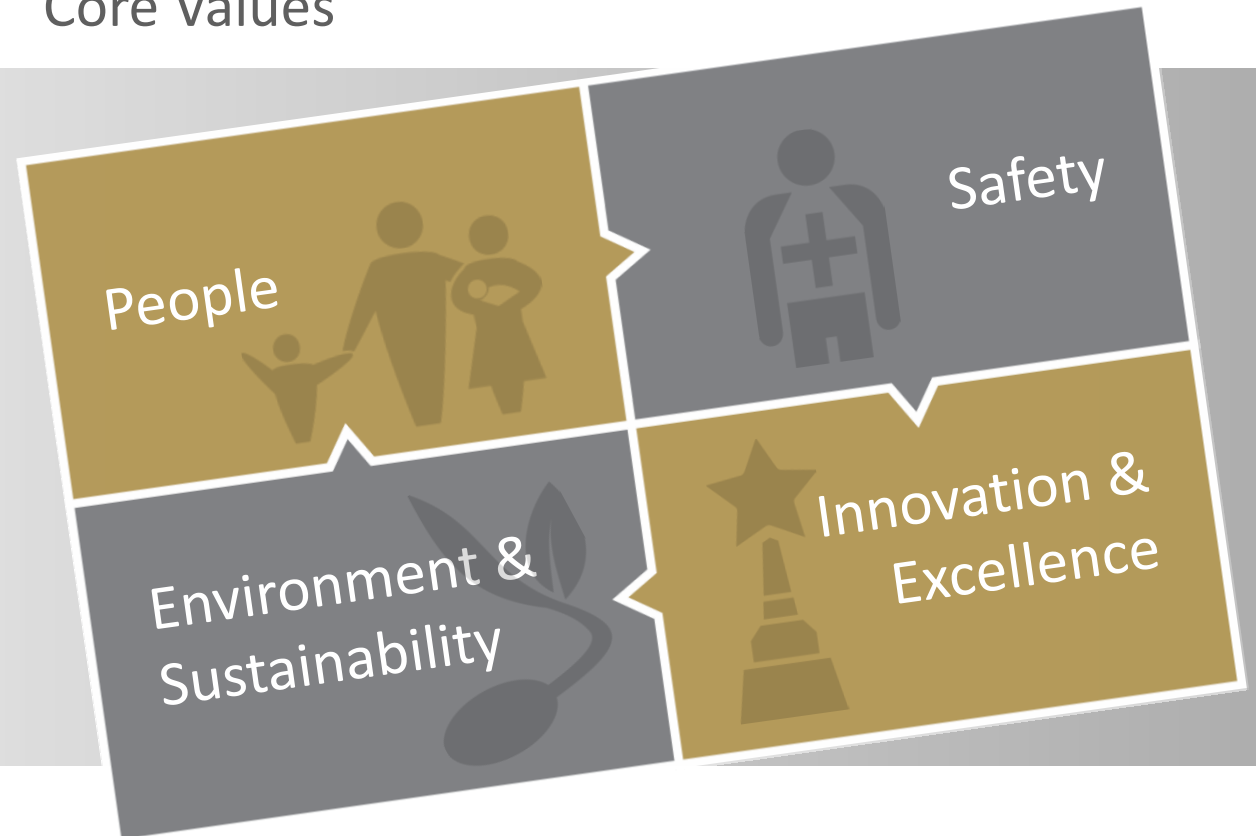 Core Values
People
Safety
Environment &
Sustainability
Innovation &
Excellence